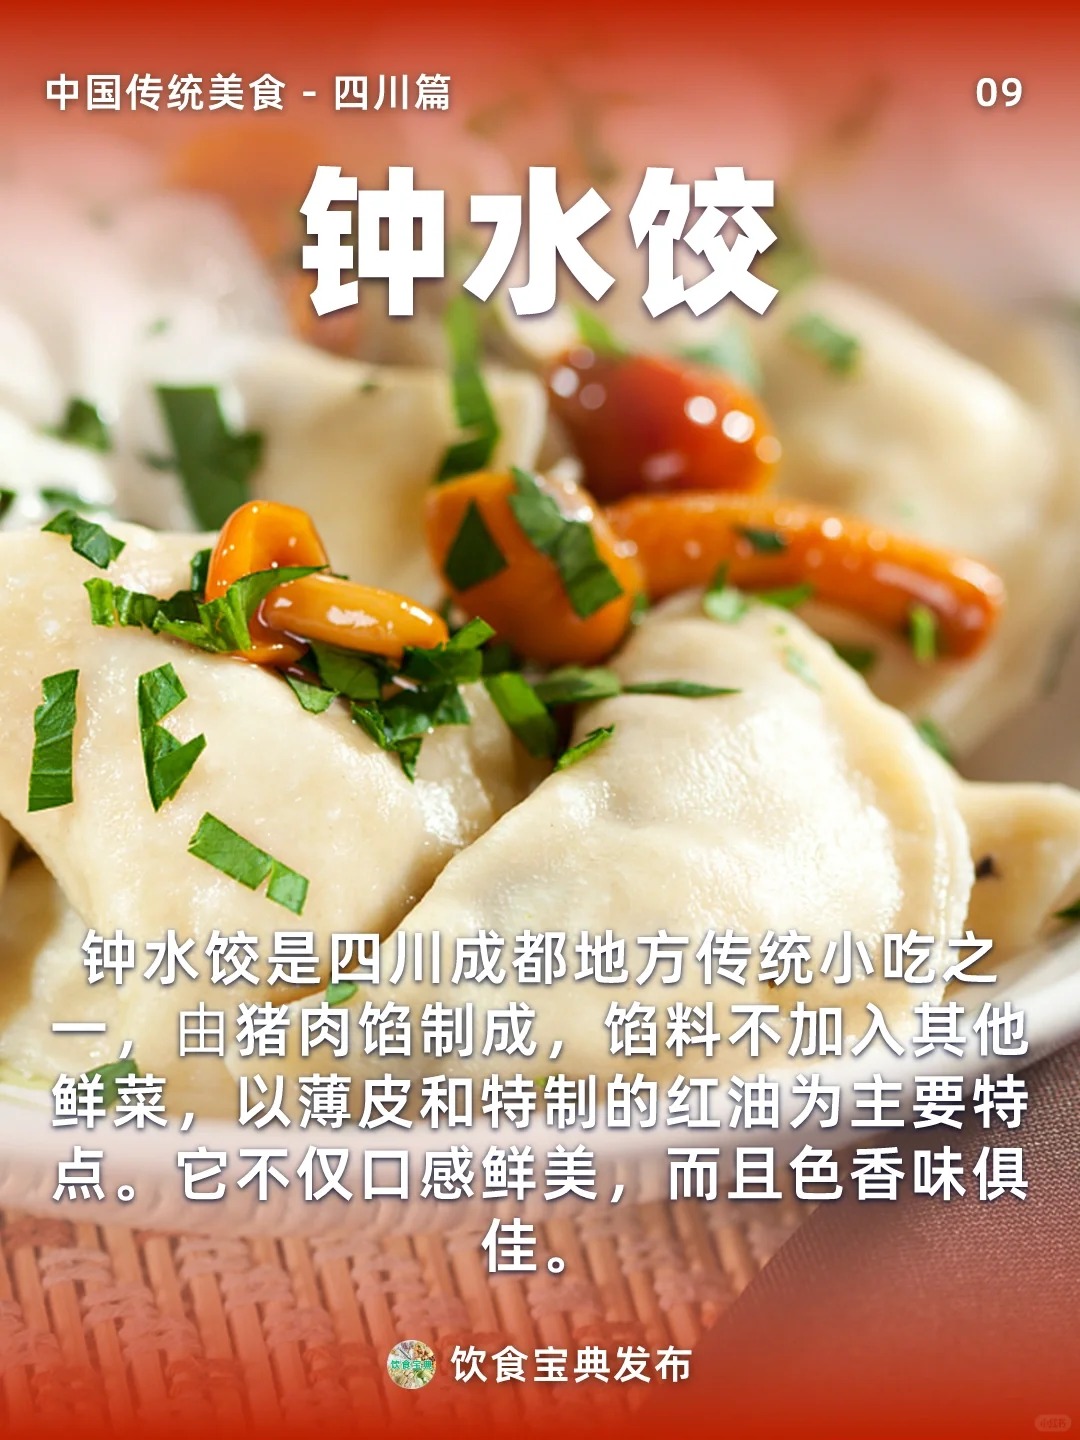 中国传统美食 - 四川篇
09
钟水饺
钟水饺是四川成都地方传统小吃之
一，由猪肉馅制成，馅料不加入其他
鲜菜，以薄皮和特制的红油为主要特
点。它不仅口感鲜美，而且色香味俱
佳。
饮食宝典
饮食宝典发布